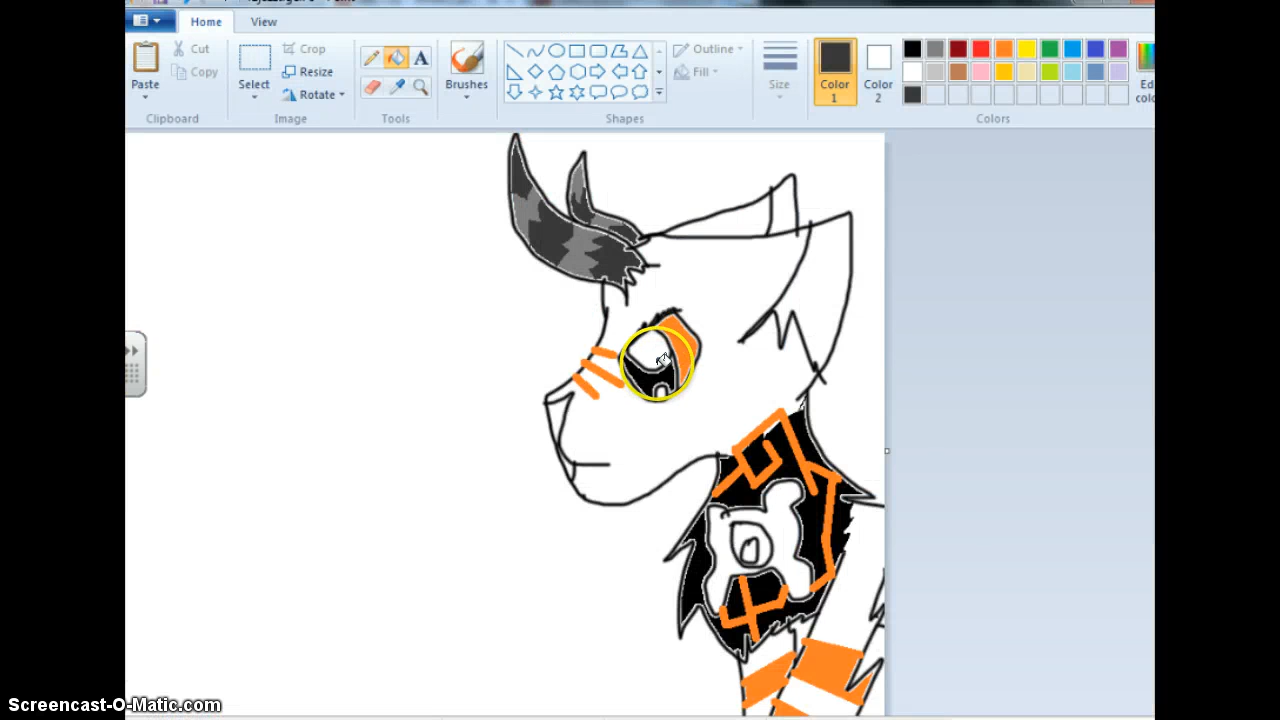 Home View
Cut
Copy
Paste
Clipboard
Crop
Resize
Rotate
Select
Image
A
Tools
Brushes
Shapes
Outline
Fill
Size
Color
1
Color
2
Colors
Screencast-O-Matic.com